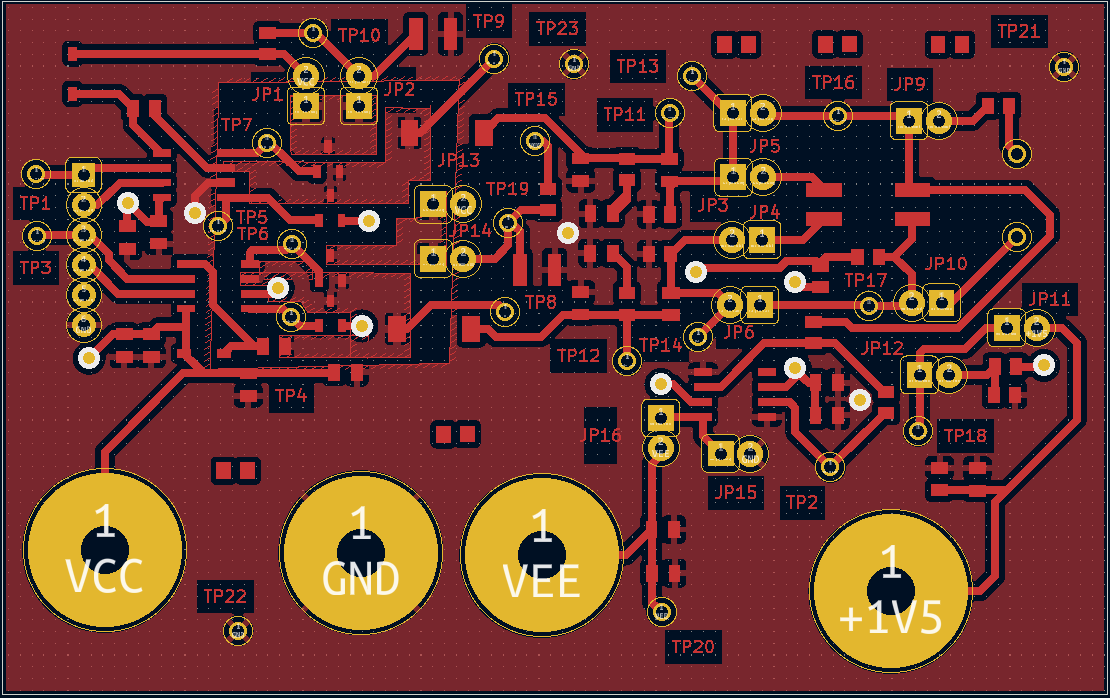 TP9
TP10
TP23
TP21
TP13
JP1
JP2
TP16
JP9
TP15
TP11
TP7
JP5
JP13
TP19
TP1
TP5
JP3
JP4
TP6
JP14
TP3
JP10
TP17
TP8
JP11
JP6
TP14
JP12
TP12
TP4
JP16
TP18
GND
JP15
TP2
1
VCC
1
GND
1
VEE
1
+1V5
TP22
TP20